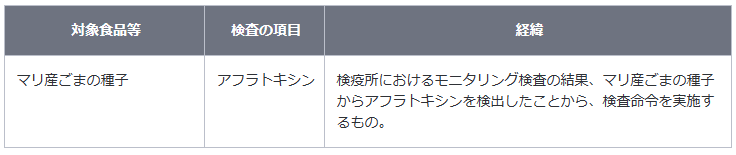 対象食品等
検査の項目
経緯
マリ産ごまの種子
アフラトキシン
検疫所におけるモニタリング検査の結果、マリ産ごまの種子
からアフラトキシンを検出したことから、検査命令を実施す
るもの。